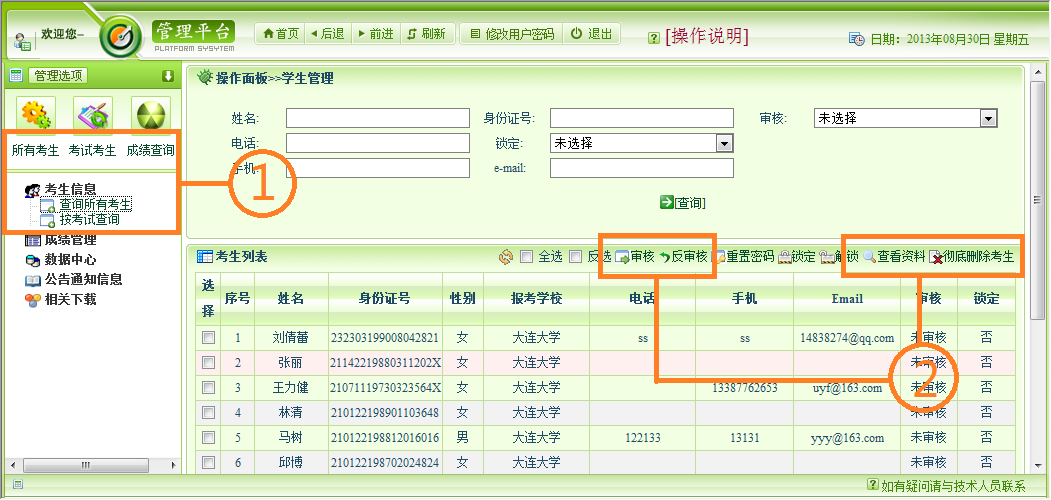 欢迎您–
管理平台
PLATFORM SYSYTEM
首页 后退 前进 刷新 修改用户密码 退出
[操作说明]
日期: 2013年08月30日 星期五
管理选项
所有考生 考试考生 成绩查询
考生信息
查询所有考生
按考试查询
成绩管理
数据中心
公告通知信息
相关下载
操作面板>>学生管理
姓名: 身份证号: 审核: 未选择
电话: 锁定: 未选择
手机: e-mail:
[查询]
1
考生列表 全选 反选 审核 反审核 重置密码 锁定 解锁 查看资料 彻底删除考生
选择 序号 姓名 身份证号 性别 报考学校 电话 手机 Email 审核 锁定
1 刘倩蕾 232303199008042821 女 大连大学 ss ss 14838274@qq.com 未审核 否
2 张丽 21142219880311202X 女 大连大学 未审核 否
3 王力健 21071119730323564X 女 大连大学 13387762653 uyf@163.com 未审核 否
2
4 林清 210122198901103648 女 大连大学 未审核 否
5 马树 210122198812016016 男 大连大学 122133 13131 yyy@163.com 未审核 否
6 邱博 210122198702024824 女 大连大学 未审核 否
如有疑问请与技术人员联系